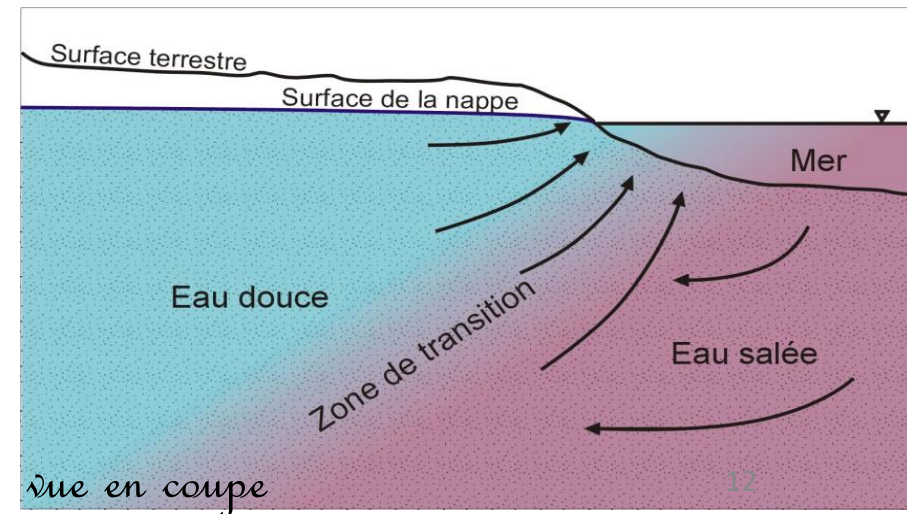 Surface terrestre
Surface de la nappe
Mer
Eau douce
Zone de transition
Eau salée
vue en coupe
12